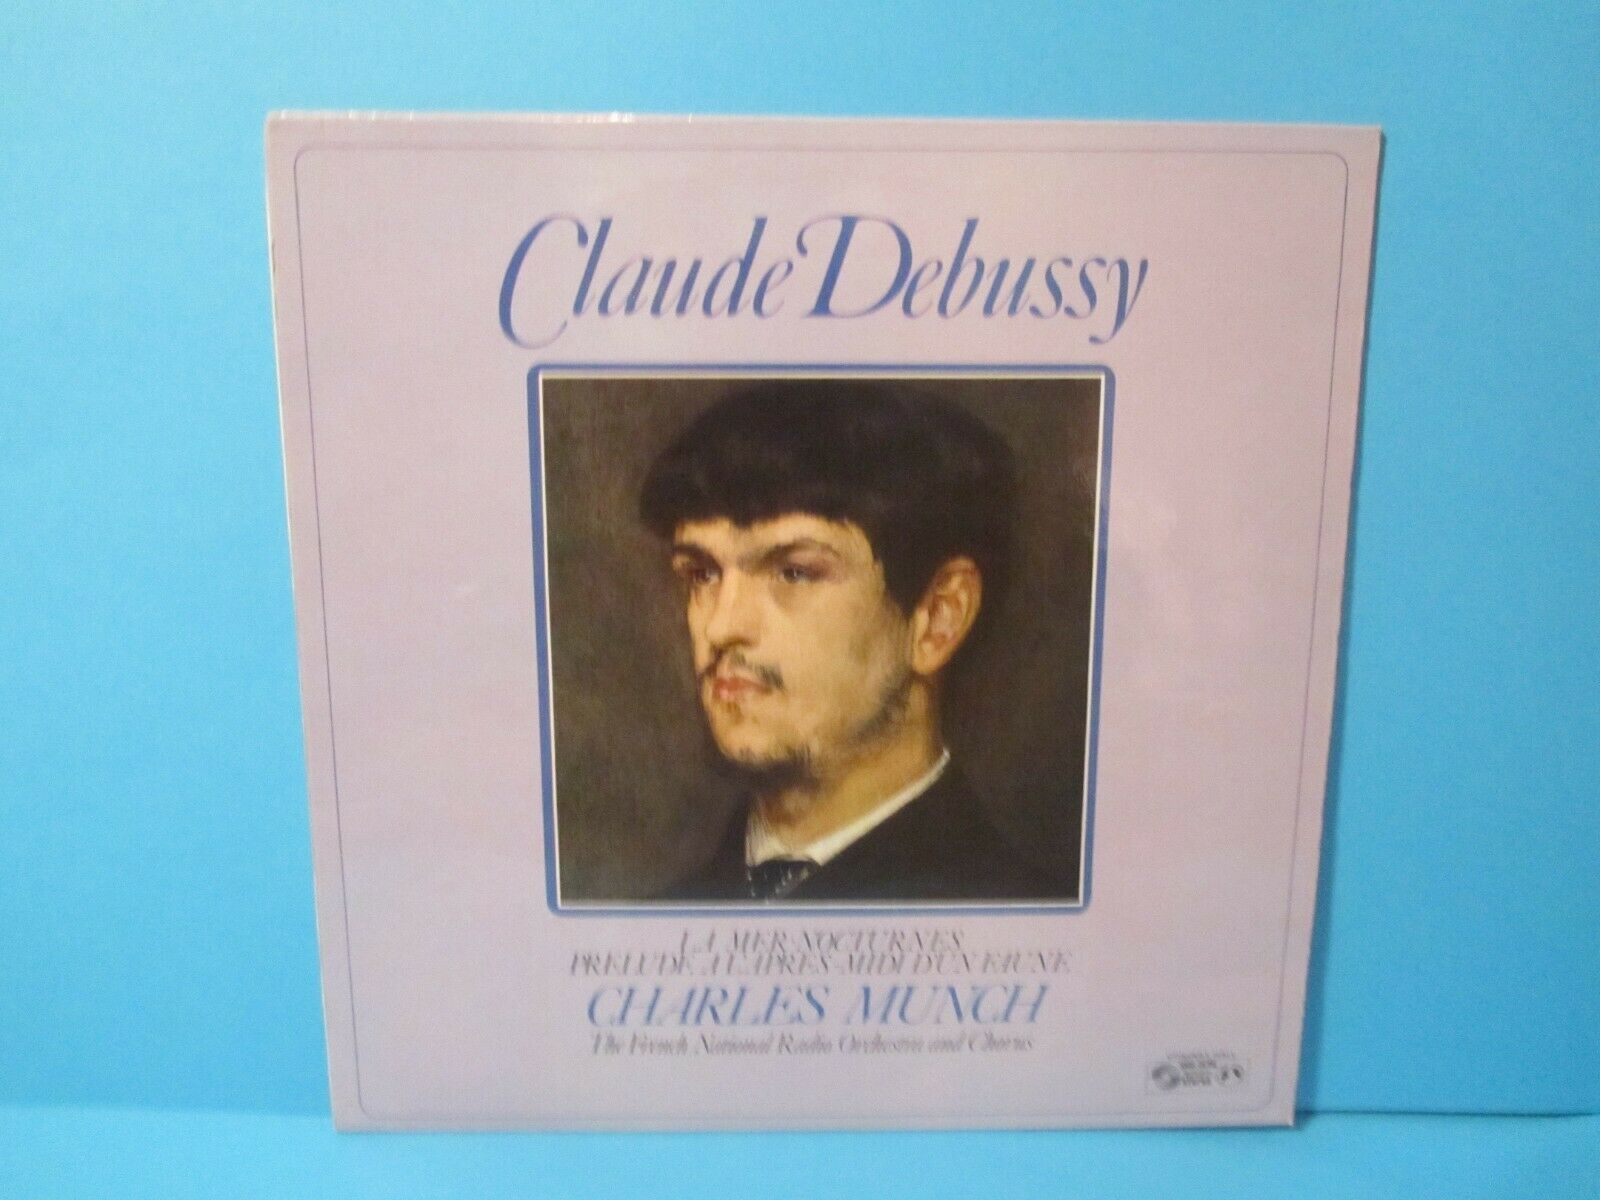 Claude Debussy
LA MER·NOCTURNES
PRELUDE A L'APRES-MIDI D'UN FAUNE
CHARLES MUNCH
The French National Radio Orchestra and Chorus